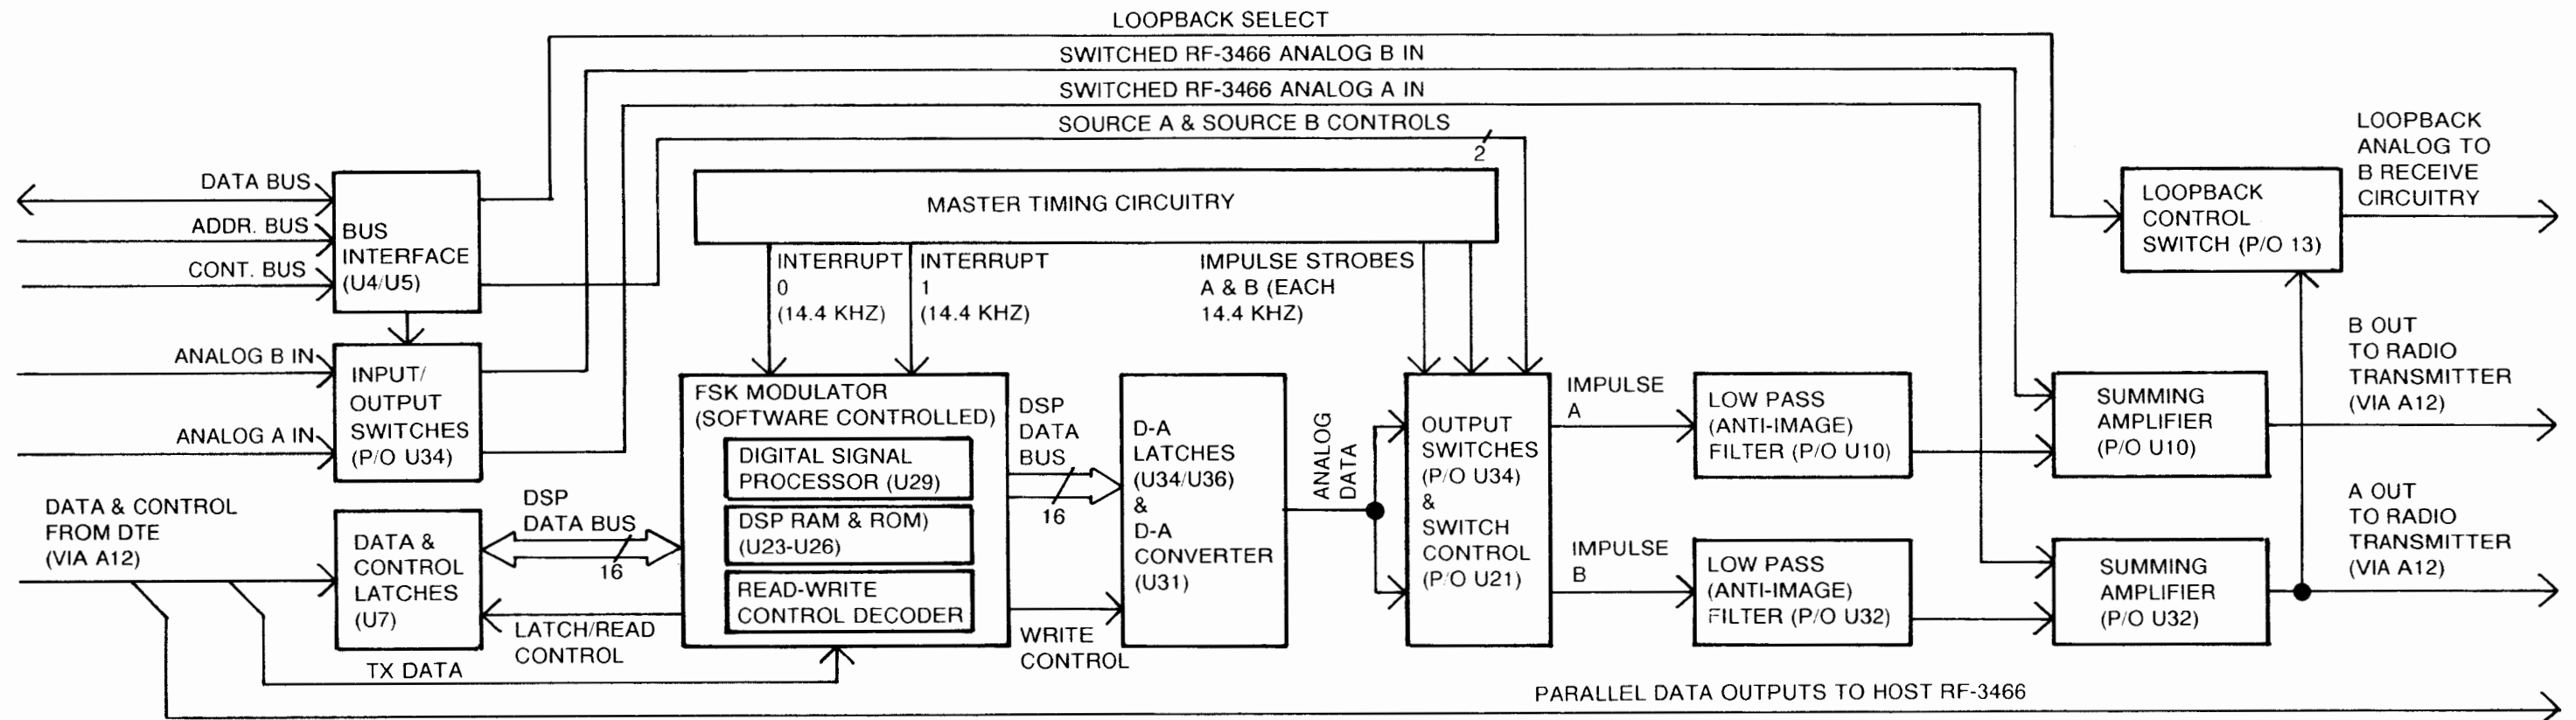 LOOPBACK SELECT
SWITCHED RF-3466 ANALOG B IN
SWITCHED RF-3466 ANALOG A IN
SOURCE A & SOURCE B CONTROLS
2
MASTER TIMING CIRCUITRY
DATA BUS
ADDR. BUS
CONT. BUS
BUS
INTERFACE
(U4/U5)
INTERRUPT
0
(14.4 KHZ)
INTERRUPT
1
(14.4 KHZ)
IMPULSE STROBES
A & B (EACH
14.4 KHZ)
LOOPBACK
CONTROL
SWITCH (P/O 13)
LOOPBACK
ANALOG TO
B RECEIVE
CIRCUITRY
ANALOG B IN
ANALOG A IN
INPUT/
OUTPUT
SWITCHES
(P/O U34)
DATA & CONTROL
FROM DTE
(VIA A12)
DATA &
CONTROL
LATCHES
(U7)
DSP
DATA BUS
16
LATCH/READ
CONTROL
TX DATA
FSK MODULATOR
(SOFTWARE CONTROLLED)
DIGITAL SIGNAL
PROCESSOR (U29)
DSP RAM & ROM)
(U23-U26)
READ-WRITE
CONTROL DECODER
DSP
DATA
BUS
16
WRITE
CONTROL
D-A
LATCHES
(U34/U36)
&
D-A
CONVERTER
(U31)
ANALOG
DATA
OUTPUT
SWITCHES
(P/O U34)
&
SWITCH
CONTROL
(P/O U21)
IMPULSE
A
IMPULSE
B
LOW PASS
(ANTI-IMAGE)
FILTER (P/O U10)
LOW PASS
(ANTI-IMAGE)
FILTER (P/O U32)
SUMMING
AMPLIFIER
(P/O U10)
SUMMING
AMPLIFIER
(P/O U32)
B OUT
TO RADIO
TRANSMITTER
(VIA A12)
A OUT
TO RADIO
TRANSMITTER
(VIA A12)
PARALLEL DATA OUTPUTS TO HOST RF-3466